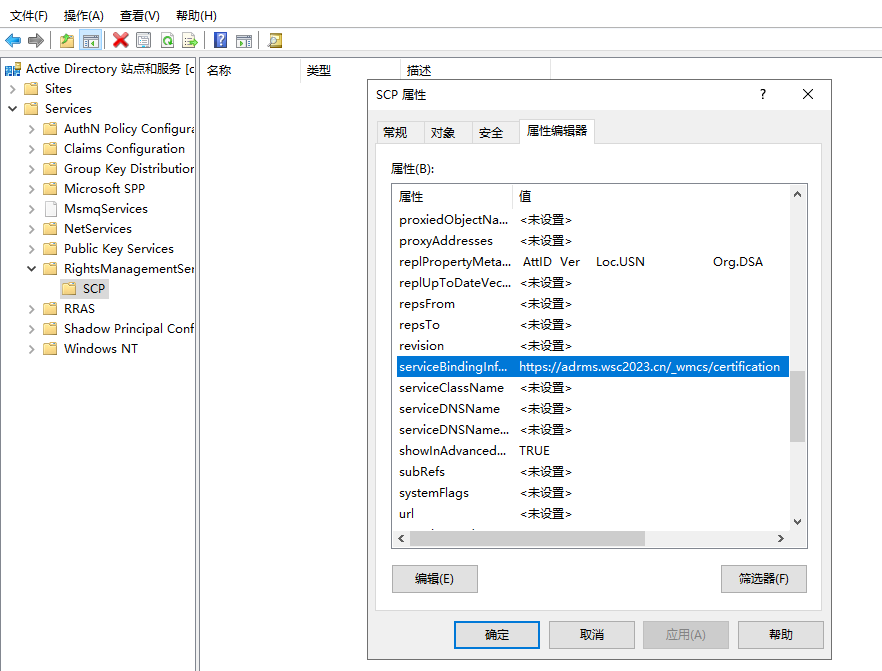 文件(F) 操作(A) 查看(V) 帮助(H)
Active Directory 站点和服务 [c
Sites
Services
AuthN Policy Configura
Claims Configuration
Group Key Distribution
Microsoft SPP
MsmqServices
NetServices
Public Key Services
RightsManagementSer
SCP
RRAS
Shadow Principal Conf
Windows NT
名称 类型 描述
SCP 属性 ?
常规 对象 安全 属性编辑器
属性(B):
属性 值
proxiedObjectNa... <未设置>
proxyAddresses <未设置>
replPropertyMeta... AttID Ver Loc.USN Org.DSA
replUpToDateVec... <未设置>
repsFrom <未设置>
repsTo <未设置>
revision <未设置>
serviceBindingInf... https://adrms.wsc2023.cn/_wmcs/certification
serviceClassName <未设置>
serviceDNSName <未设置>
serviceDNSName... <未设置>
showInAdvanced... TRUE
subRefs <未设置>
systemFlags <未设置>
url <未设置>
编辑(E) 筛选器(F)
确定 取消 应用(A) 帮助